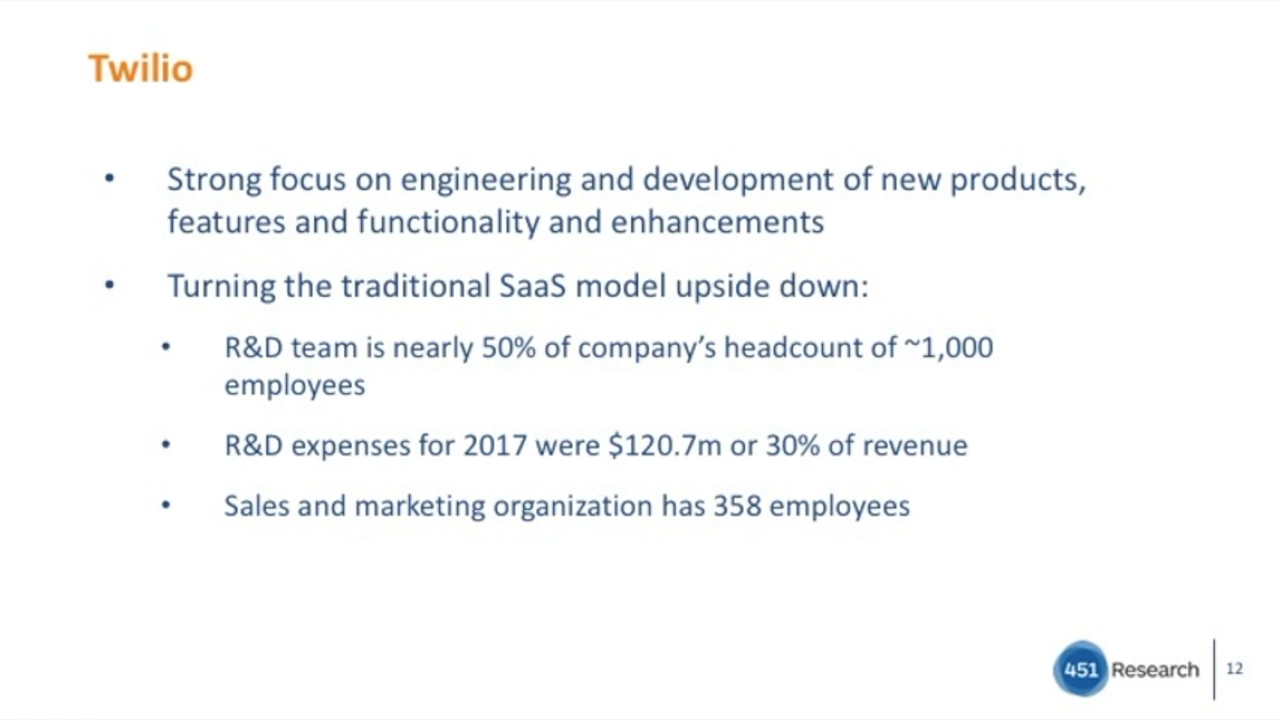 Twilio
• Strong focus on engineering and development of new products,
features and functionality and enhancements
• Turning the traditional SaaS model upside down:
• R&D team is nearly 50% of company’s headcount of ~1,000
employees
• R&D expenses for 2017 were $120.7m or 30% of revenue
• Sales and marketing organization has 358 employees
451 Research 12